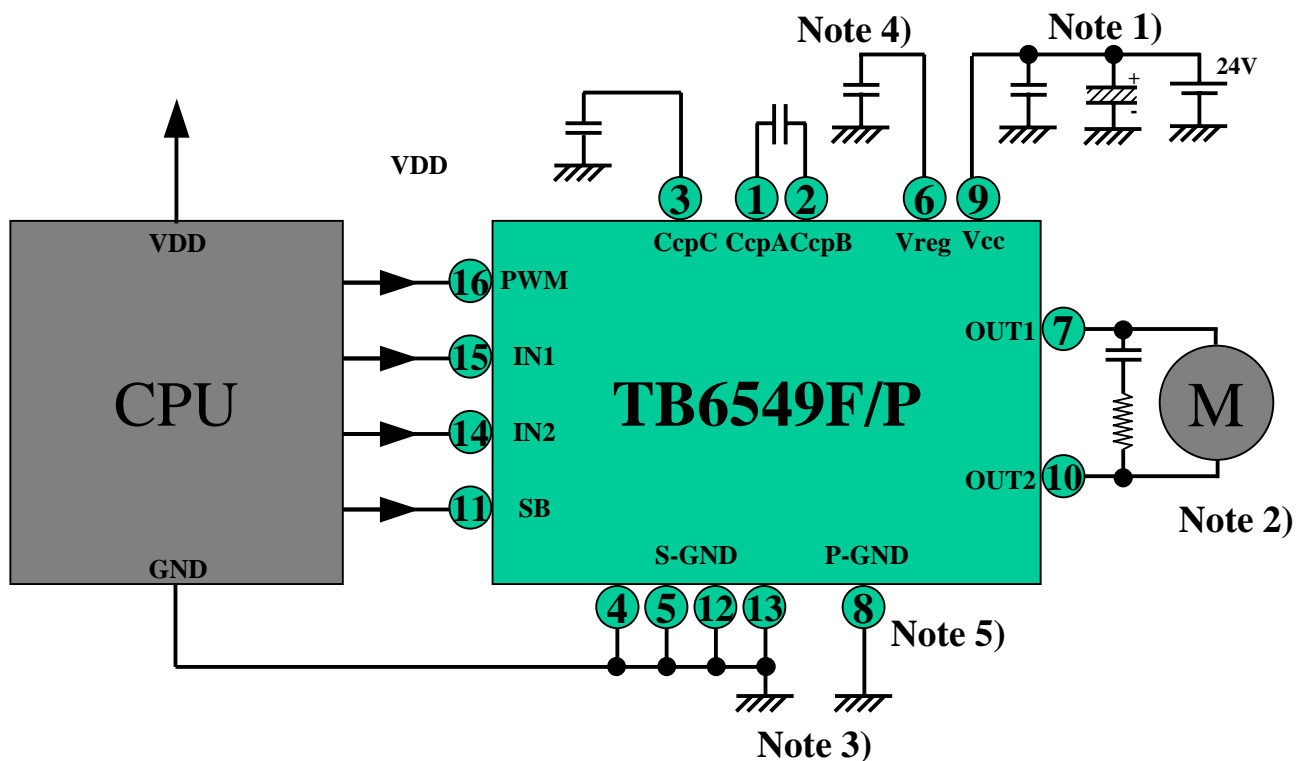 Note 4)
Note 1)
24V
+
-
VDD
3
1
2
6
9
VDD
CcpC
CcpA
CcpB
Vreg
Vcc
16
PWM
15
IN1
14
IN2
11
SB
CPU
TB6549F/P
OUT1
7
M
OUT2
10
Note 2)
GND
S-GND
P-GND
4
5
12
13
8
Note 5)
Note 3)